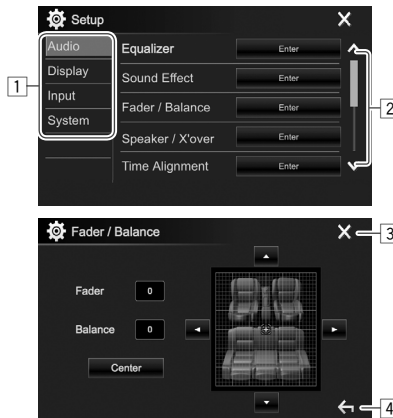 Setup
Audio
Display
Input
System
Equalizer Enter
Sound Effect Enter
Fader / Balance Enter
Speaker / X'over Enter
Time Alignment Enter
1
2
Fader / Balance
3
Fader 0
Balance 0
Center
4